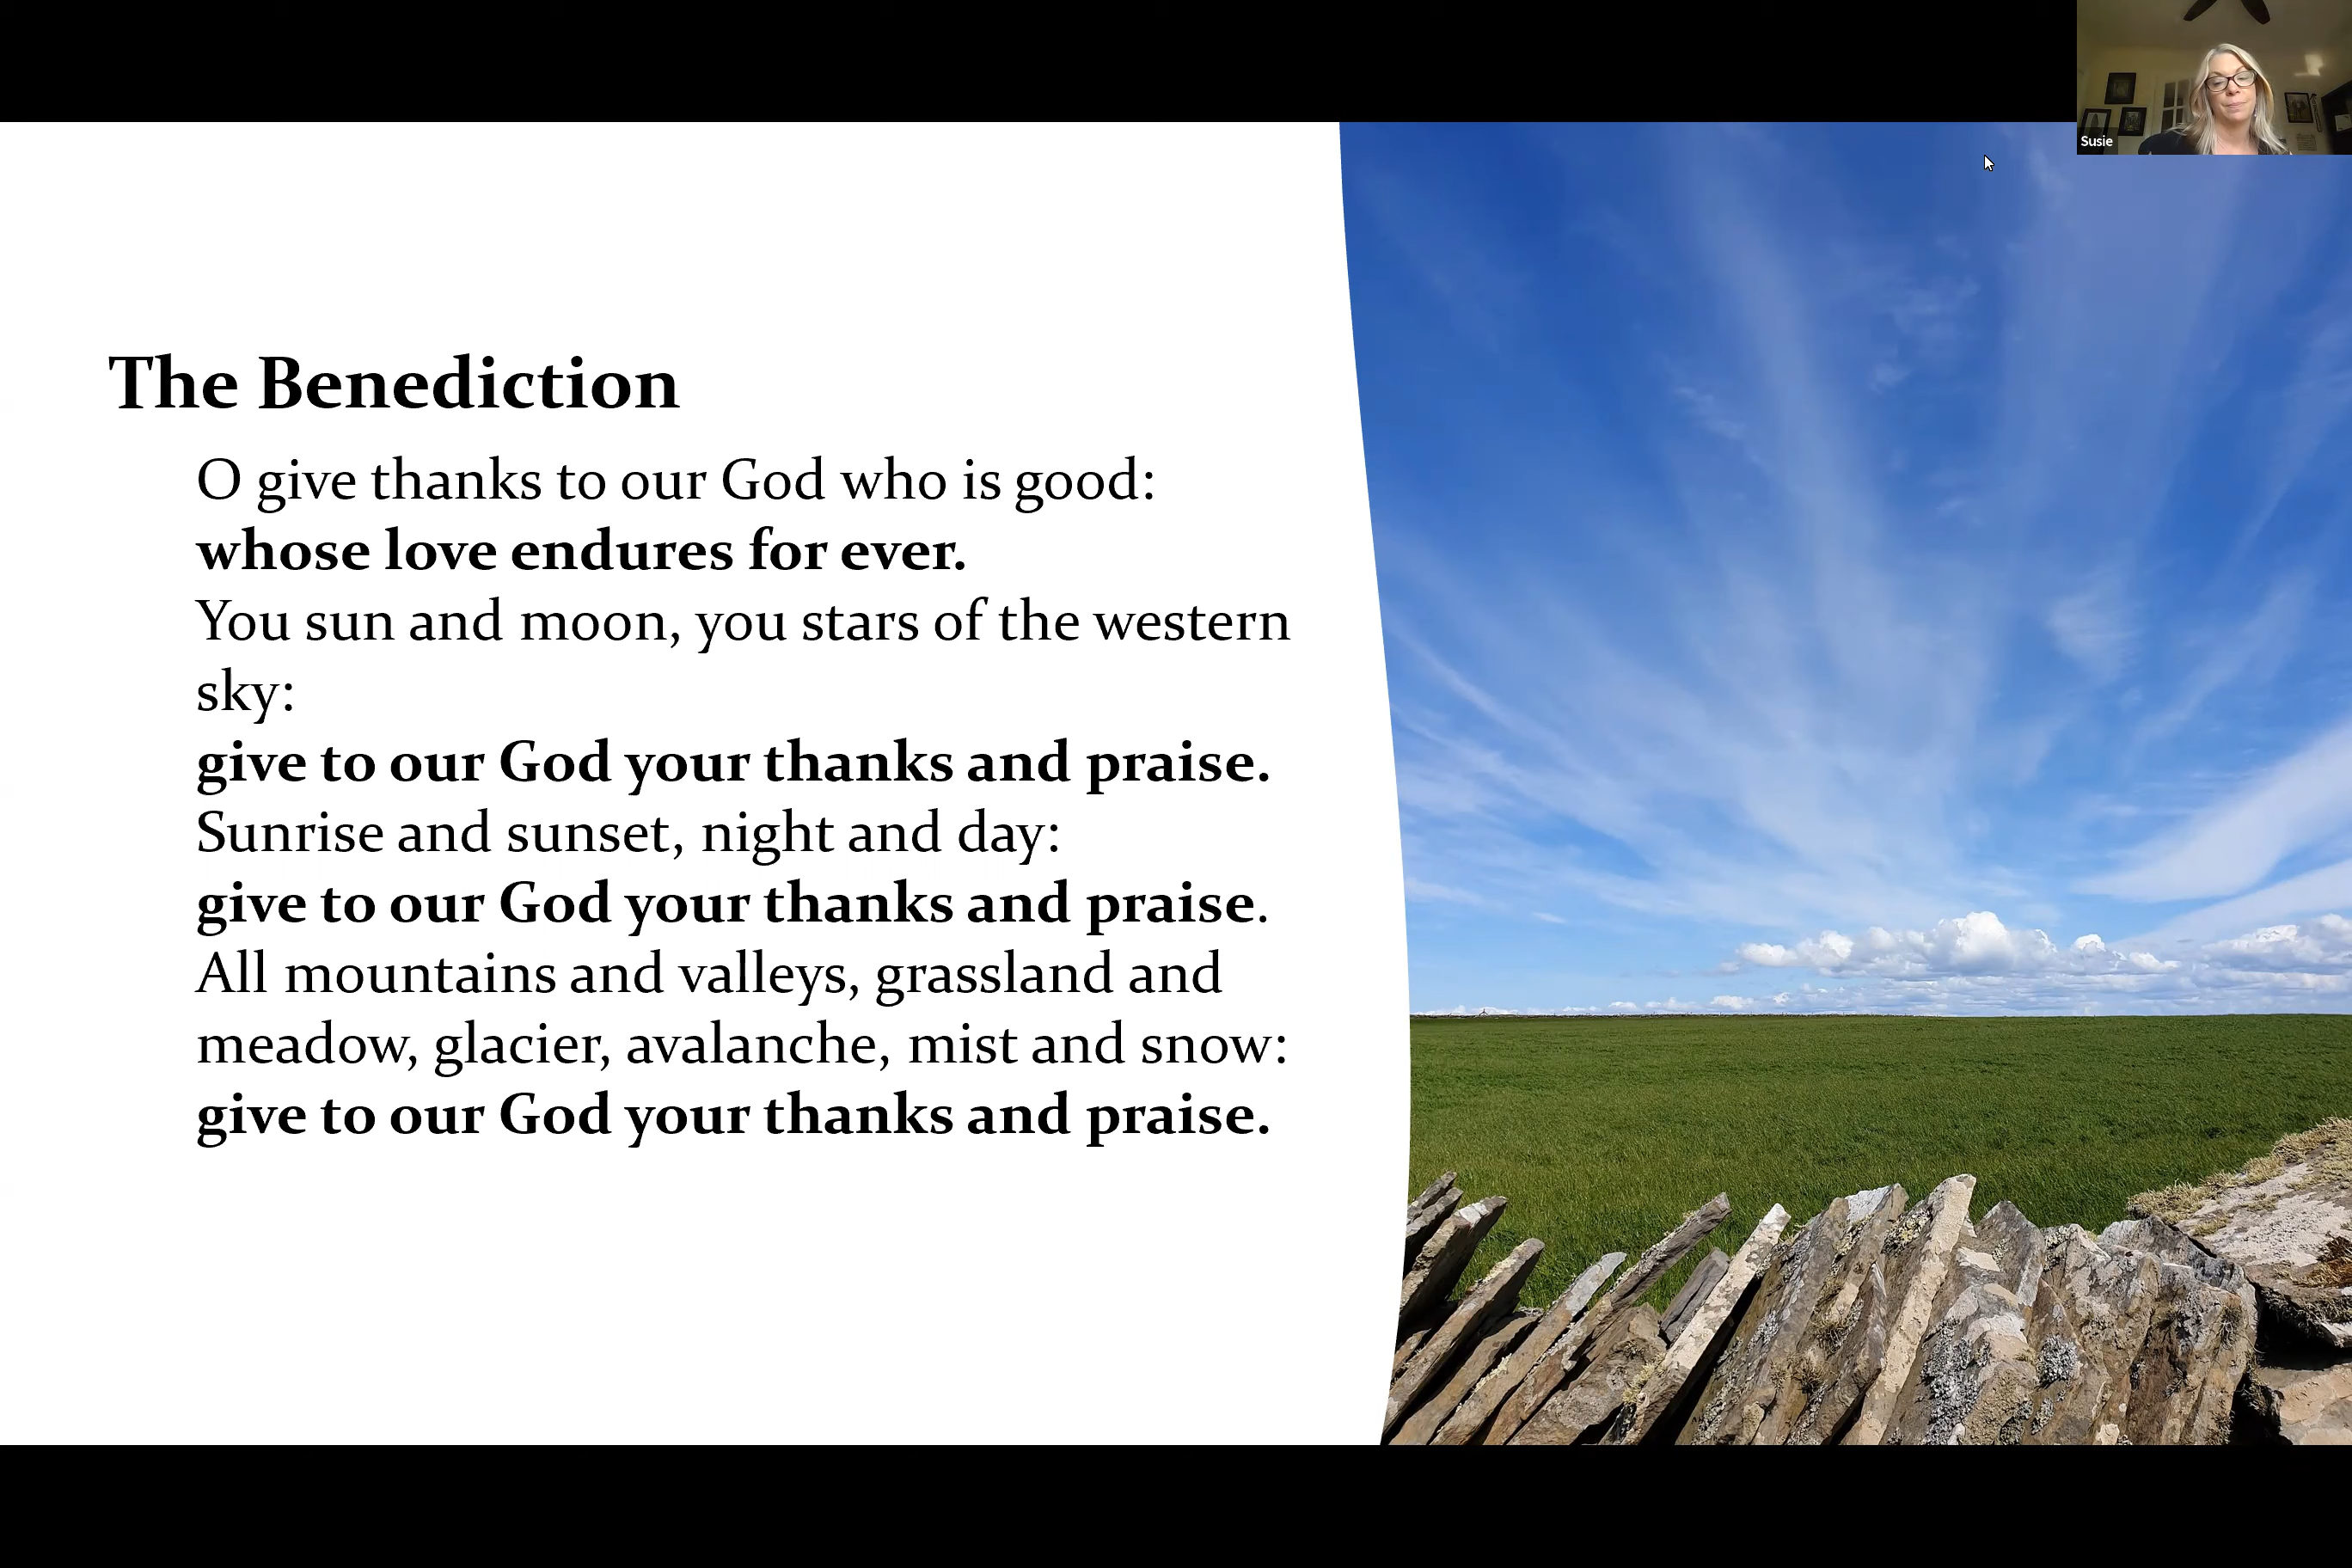 Susie
The Benediction
O give thanks to our God who is good:
whose love endures for ever.
You sun and moon, you stars of the western
sky:
give to our God your thanks and praise.
Sunrise and sunset, night and day:
give to our God your thanks and praise.
All mountains and valleys, grassland and
meadow, glacier, avalanche, mist and snow:
give to our God your thanks and praise.